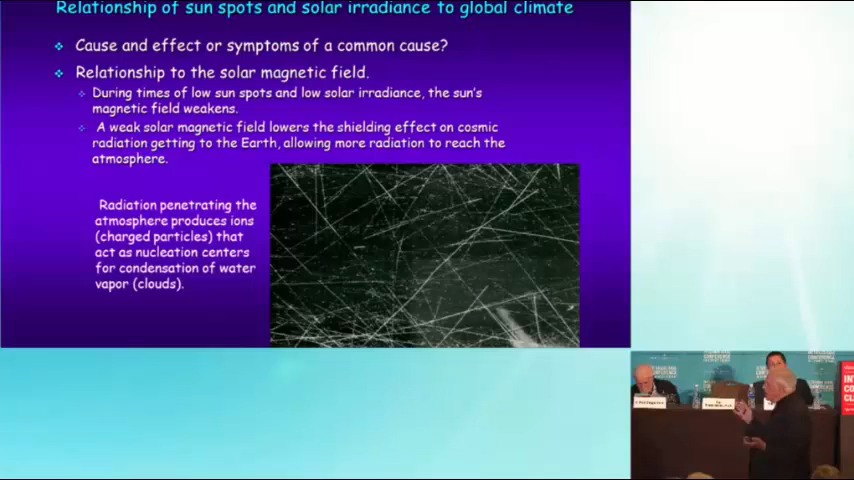 Relationship of sun spots and solar irradiance to global climate
Cause and effect or symptoms of a common cause?
Relationship to the solar magnetic field.
During times of low sun spots and low solar irradiance, the sun's
magnetic field weakens.
A weak solar magnetic field lowers the shielding effect on cosmic
radiation getting to the Earth, allowing more radiation to reach the
atmosphere.
Radiation penetrating the
atmosphere produces ions
(charged particles) that
act as nucleation centers
for condensation of water
vapor (clouds).
CONFERENCE